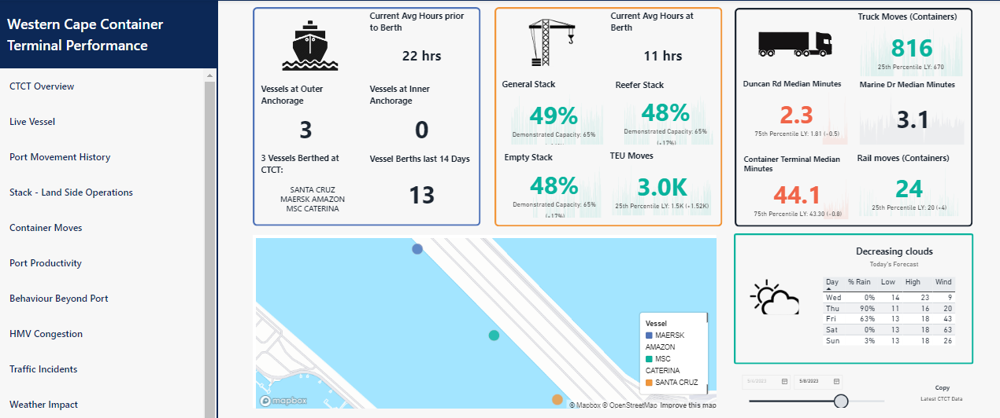 Western Cape Container
Terminal Performance
CTCT Overview
Live Vessel
Port Movement History
Stack - Land Side Operations
Container Moves
Port Productivity
Behaviour Beyond Port
HMV Congestion
Traffic Incidents
Weather Impact
Current Avg Hours prior
to Berth
22 hrs
Vessels at Outer
Anchorage
3
Vessels at Inner
Anchorage
0
3 Vessels Berthed at
CTCT:
SANTA CRUZ
MAERSK AMAZON
MSC CATERINA
Vessel Berths last 14 Days
13
Current Avg Hours at
Berth
11 hrs
General Stack
49%
Demonstrated Capacity: 65%
Reefer Stack
48%
Demonstrated Capacity: 65%
(+17%)
Empty Stack
48%
Demonstrated Capacity: 65%
(+17%)
TEU Moves
3.0K
25th Percentile LY: 1.5K (+1.52K)
Truck Moves (Containers)
816
25th Percentile LY: 670
Duncan Rd Median Minutes
2.3
75th Percentile LY: 1.81 (-0.5)
Marine Dr Median Minutes
3.1
Container Terminal Median
Minutes
44.1
75th Percentile LY: 43.30 (-0.8)
Rail moves (Containers)
24
25th Percentile LY: 20 (+4)
Vessel
MAERSK
AMAZON
MSC
CATERINA
SANTA CRUZ
mapbox
© Mapbox © OpenStreetMap Improve this map
Decreasing clouds
Today's Forecast
Day % Rain Low High Wind
Wed 0% 14 23 9
Thu 90% 11 16 20
Fri 63% 13 18 43
Sat 0% 13 18 63
Sun 3% 13 18 26
5/8/2023
Copy
Latest CTCT Data